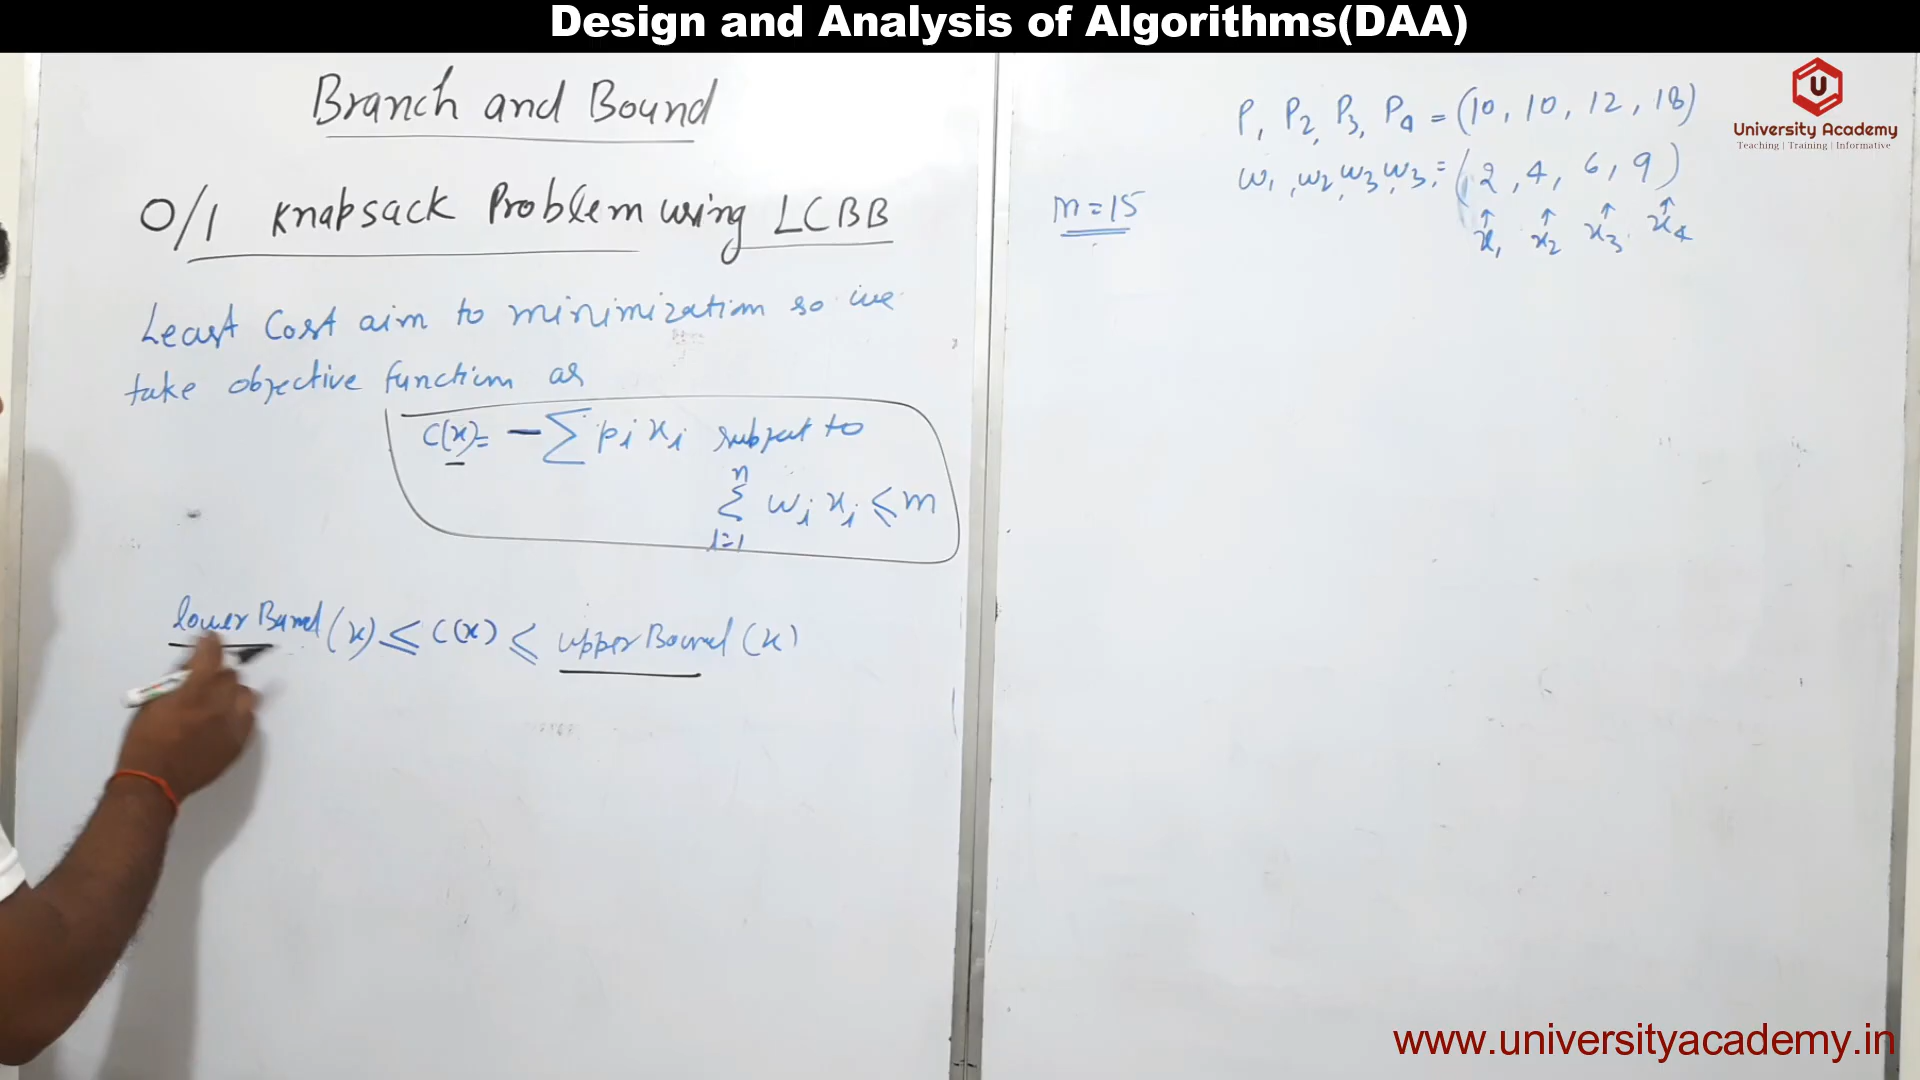 Design and Analysis of Algorithms(DAA)
Branch and Bound
0/1 Knapsack Problem using LCBB
Least Cost aim to minimization so we
take objective function as
C(x)= - ∑ pi xi subject to
n
∑ wi xi ≤ m
i=1
lower Bound (x) ≤ C(x) ≤ upper Bound (x)
P1, P2, P3, P4 = (10, 10, 12, 18)
w1, w2, w3, w3, = (2, 4, 6, 9)
m = 15
↑ ↑ ↑ ↑
x1 x2 x3 x4
U
University Academy
Teaching | Training | Informative
www.universityacademy.in